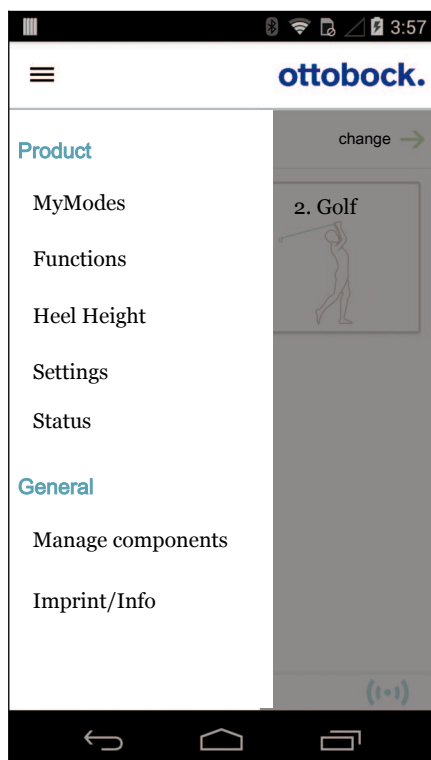 3:57
ottobock.
change
Product
MyModes
2. Golf
Functions
Heel Height
Settings
Status
General
Manage components
Imprint/Info